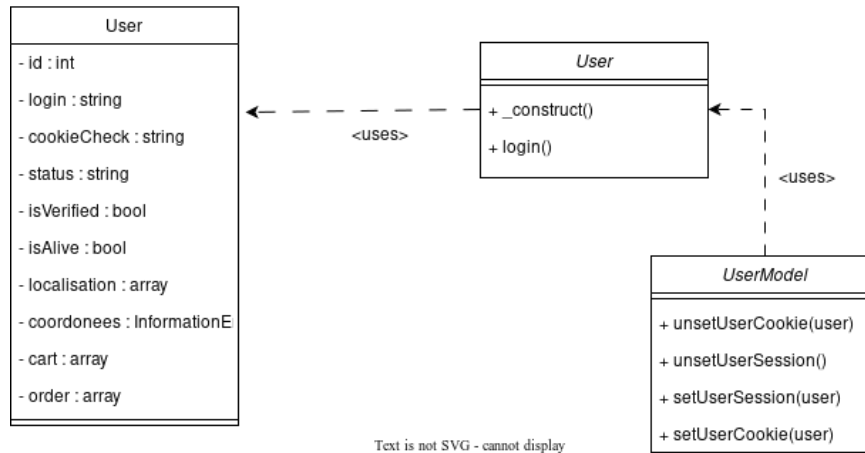 User
- id : int
- login : string
- cookieCheck : string
- status : string
- isVerified : bool
- isAlive : bool
- localisation : array
- coordonees : InformationE
- cart : array
- order : array
<uses>
User
+ _construct()
+ login()
<uses>
UserModel
+ unsetUserCookie(user)
+ unsetUserSession()
+ setUserSession(user)
+ setUserCookie(user)
Text is not SVG - cannot display